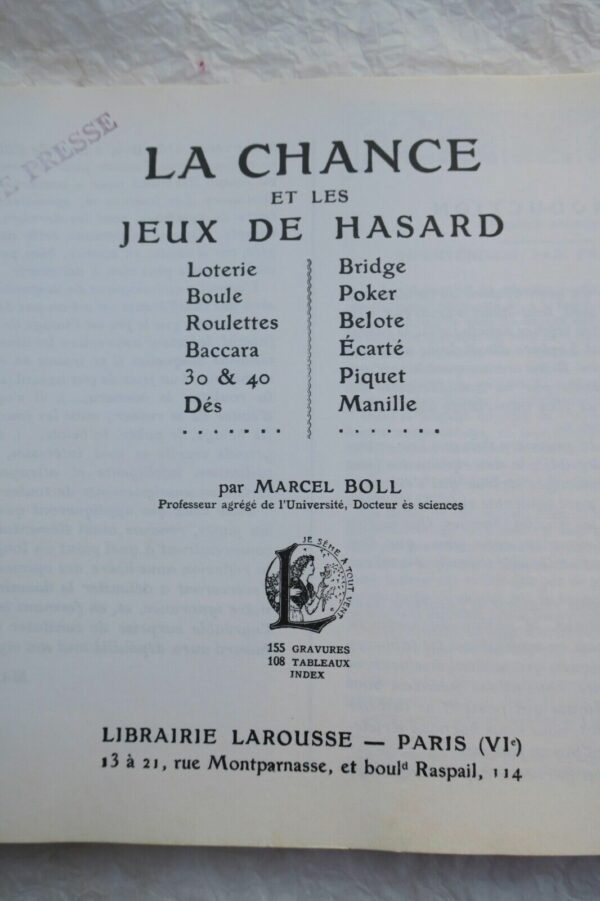 E PRESSE
LA CHANCE
ET LES
JEUX DE HASARD
Loterie
Boule
Roulettes
Baccara
30 & 40
Dés
. . . . . . .
Bridge
Poker
Belote
Écarté
Piquet
Manille
. . . . . . .
par MARCEL BOLL
Professeur agrégé de l'Université, Docteur ès sciences
JE SÈME À TOUT VENT
L
155 GRAVURES
108 TABLEAUX
INDEX
LIBRAIRIE LAROUSSE — PARIS (VIe)
13 à 21, rue Montparnasse, et bould Raspail, 114